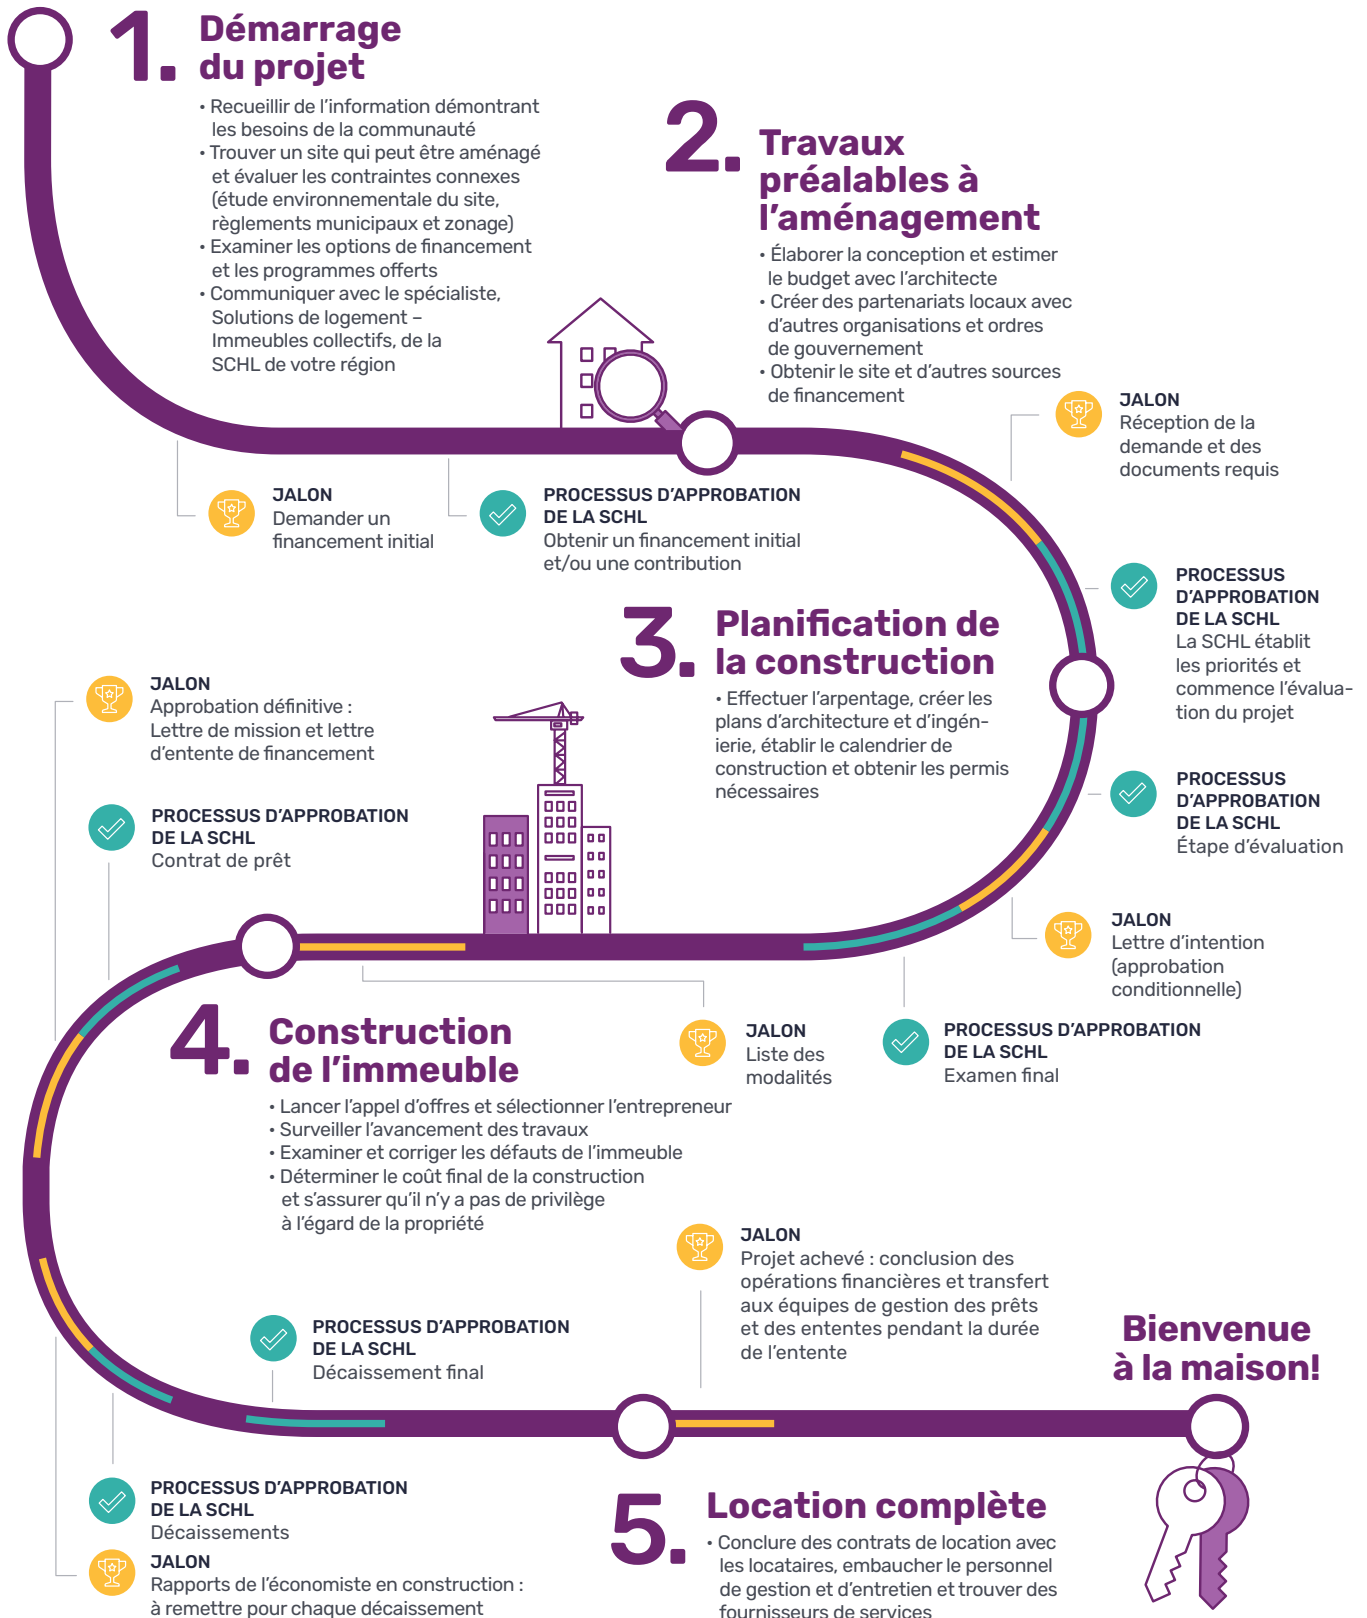 1. Démarrage
du projet
• Recueillir de l'information démontrant
les besoins de la communauté
• Trouver un site qui peut être aménagé
et évaluer les contraintes connexes
(étude environnementale du site,
règlements municipaux et zonage)
• Examiner les options de financement
et les programmes offerts
• Communiquer avec le spécialiste,
Solutions de logement –
Immeubles collectifs, de la
SCHL de votre région
JALON
Demander un
financement initial
PROCESSUS D'APPROBATION
DE LA SCHL
Obtenir un financement initial
et/ou une contribution
2. Travaux
préalables à
l'aménagement
• Élaborer la conception et estimer
le budget avec l'architecte
• Créer des partenariats locaux avec
d'autres organisations et ordres
de gouvernement
• Obtenir le site et d'autres sources
de financement
JALON
Réception de la
demande et des
documents requis
PROCESSUS
D'APPROBATION
DE LA SCHL
La SCHL établit
les priorités et
commence l'évalua-
tion du projet
3. Planification de
la construction
• Effectuer l'arpentage, créer les
plans d'architecture et d'ingén-
ierie, établir le calendrier de
construction et obtenir les permis
nécessaires
PROCESSUS
D'APPROBATION
DE LA SCHL
Étape d'évaluation
JALON
Lettre d'intention
(approbation
conditionnelle)
PROCESSUS D'APPROBATION
DE LA SCHL
Examen final
JALON
Liste des
modalités
JALON
Approbation définitive :
Lettre de mission et lettre
d'entente de financement
PROCESSUS D'APPROBATION
DE LA SCHL
Contrat de prêt
4. Construction
de l'immeuble
• Lancer l'appel d'offres et sélectionner l'entrepreneur
• Surveiller l'avancement des travaux
• Examiner et corriger les défauts de l'immeuble
• Déterminer le coût final de la construction
et s'assurer qu'il n'y a pas de privilège
à l'égard de la propriété
PROCESSUS D'APPROBATION
DE LA SCHL
Décaissement final
PROCESSUS D'APPROBATION
DE LA SCHL
Décaissements
JALON
Rapports de l'économiste en construction :
à remettre pour chaque décaissement
JALON
Projet achevé : conclusion des
opérations financières et transfert
aux équipes de gestion des prêts
et des ententes pendant la durée
de l'entente
5. Location complète
• Conclure des contrats de location avec
les locataires, embaucher le personnel
de gestion et d'entretien et trouver des
fournisseurs de services
Bienvenue
à la maison!